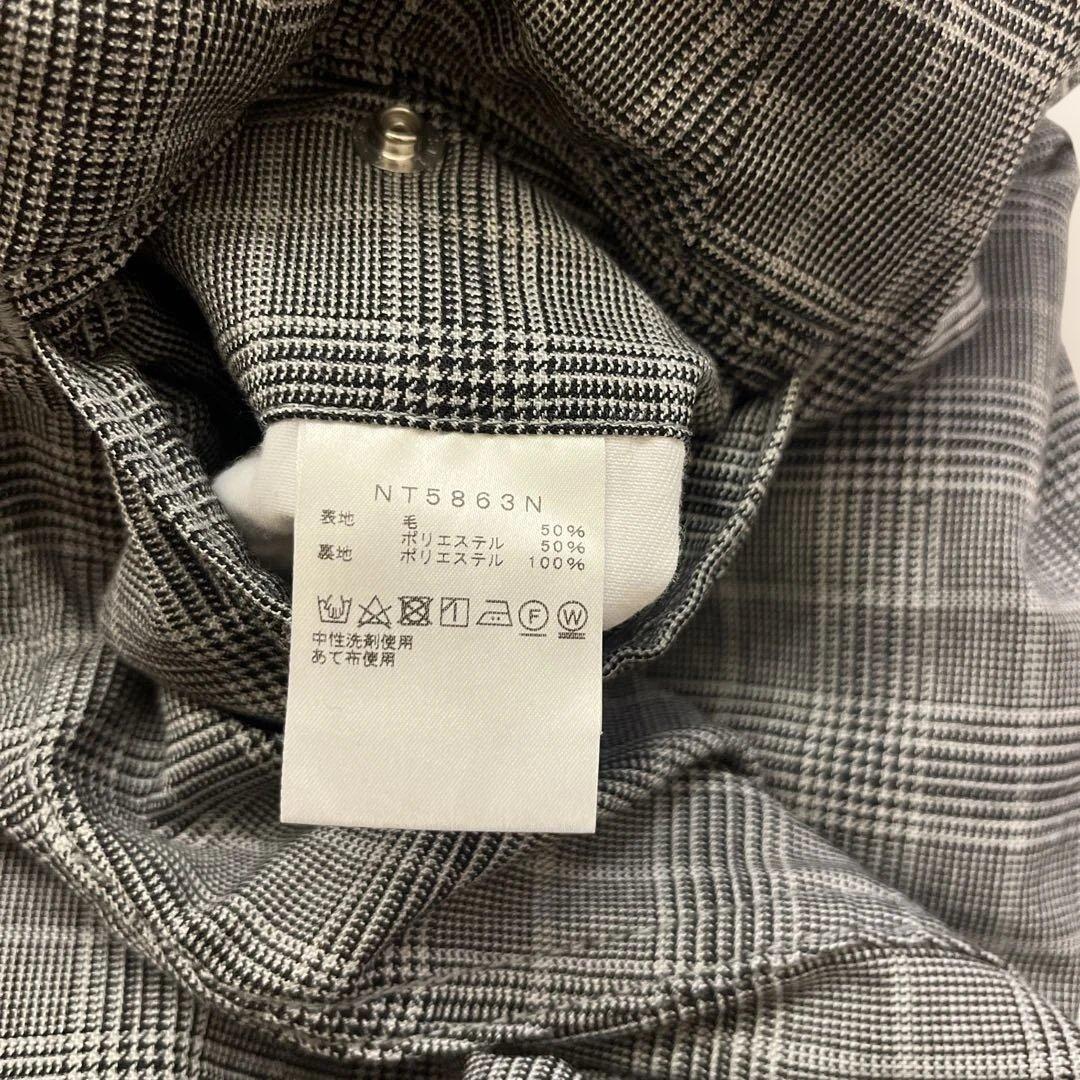 NT5863N
表地 毛 50%
ポリエステル 50%
裏地 ポリエステル 100%
F W
中性洗剤使用
あて布使用